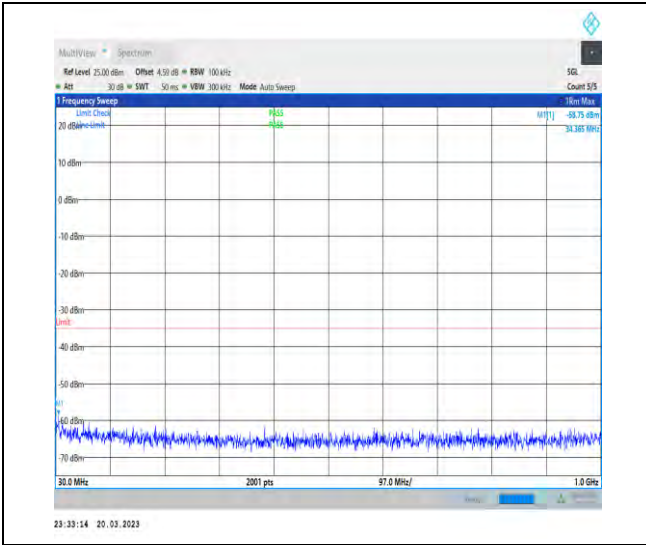 MultiView Spectrum
Ref Level 25.00 dBm Offset 4.59 dB RBW 100 kHz SGL
Att 30 dB SWT 50 ms VBW 300 kHz Mode Auto Sweep Count 5/5
1 Frequency Sweep 1Rm Max
Limit Check PASS M1[1] -58.75 dBm
20 dBm Line Limit PASS 34.365 MHz
10 dBm
0 dBm
-10 dBm
-20 dBm
-30 dBm
Limit
-40 dBm
-50 dBm
M1
-60 dBm
-70 dBm
30.0 MHz 2001 pts 97.0 MHz/ 1.0 GHz
23:33:14 20.03.2023